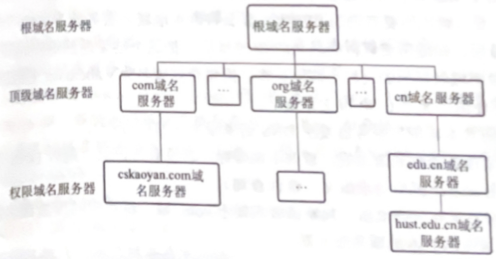 根域名服务器
根域名服务器
顶级域名服务器
com域名
服务器
...
org域名
服务器
...
cn域名服务器
权限域名服务器
cskaoyan.com域
名服务器
...
edu.cn域名
服务器
hust.edu.cn域名
服务器